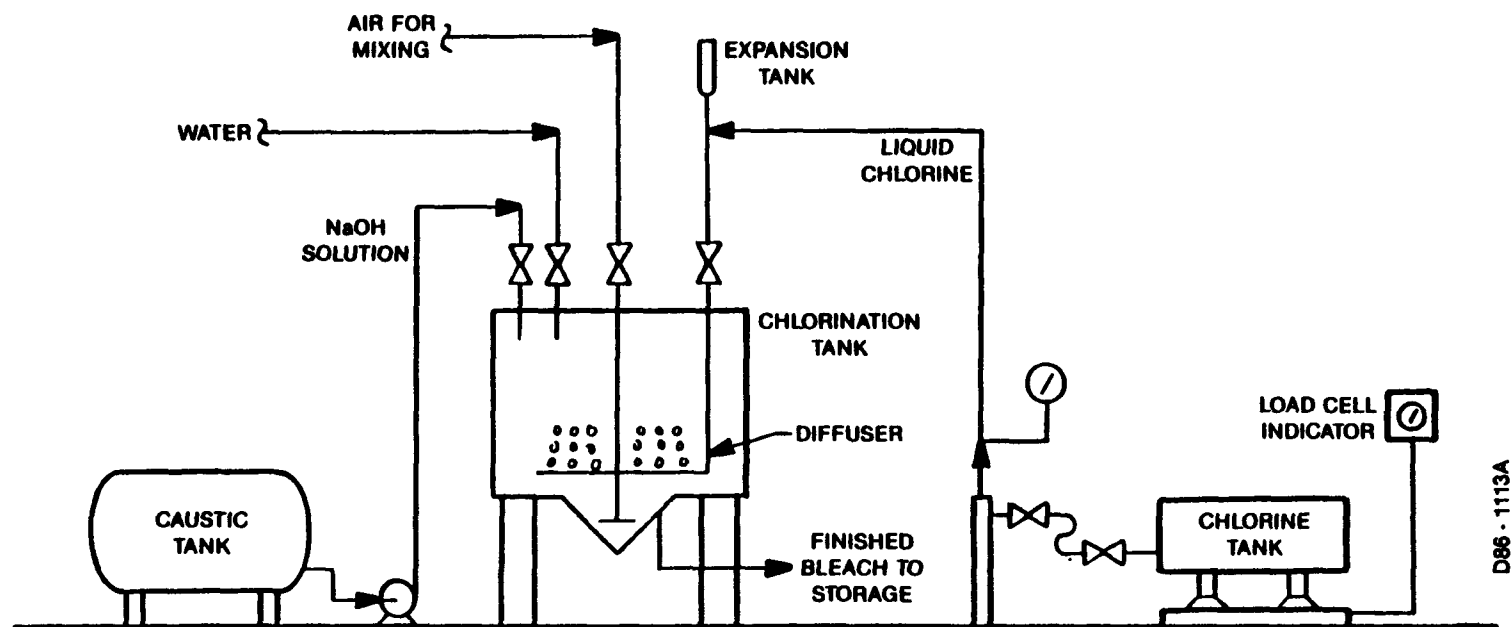 AIR FOR
MIXING
EXPANSION
TANK
WATER
LIQUID
CHLORINE
NaOH
SOLUTION
CHLORINATION
TANK
DIFFUSER
LOAD CELL
INDICATOR
CAUSTIC
TANK
CHLORINE
TANK
FINISHED
BLEACH TO
STORAGE
D86 - 1113A